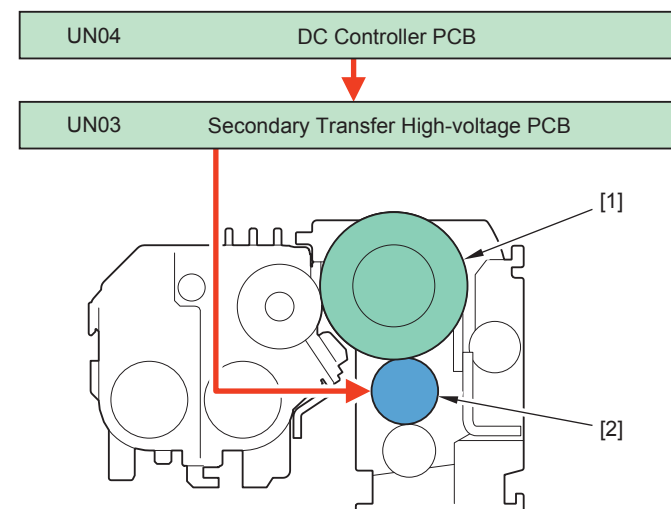 UN04 DC Controller PCB
UN03 Secondary Transfer High-voltage PCB
[1]
[2]